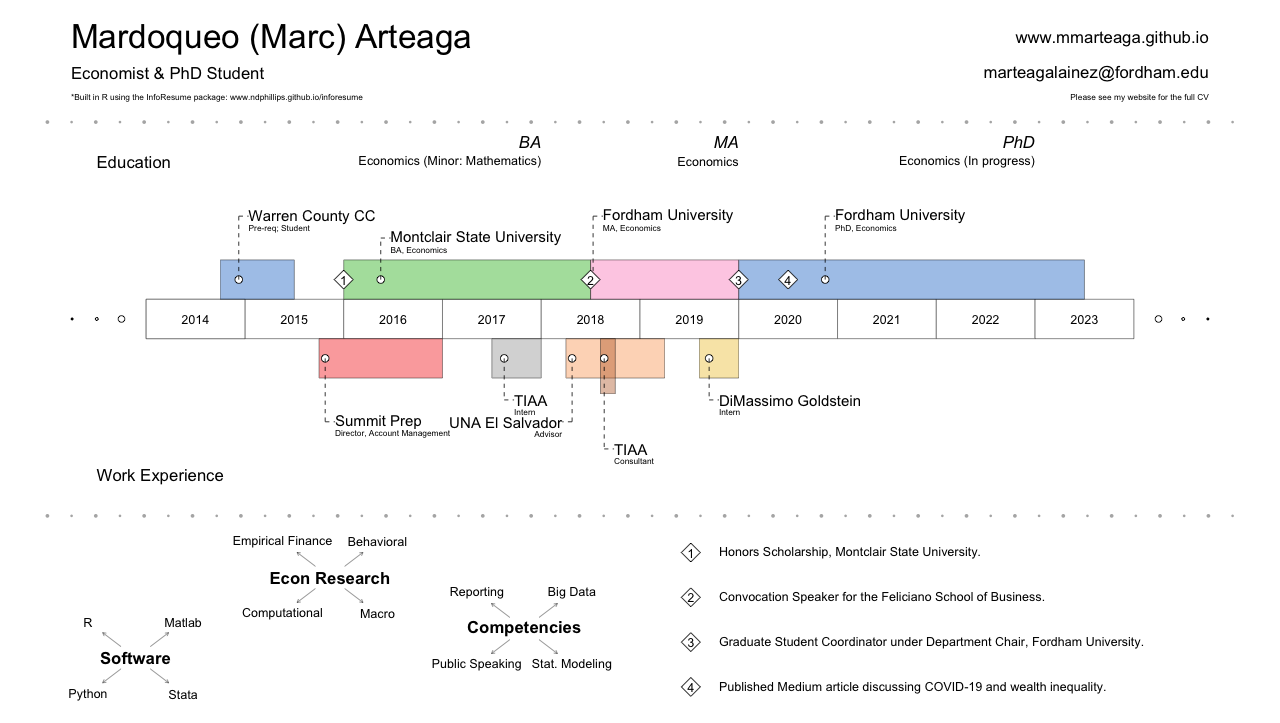 Mardoqueo (Marc) Arteaga
www.mmarteaga.github.io
Economist & PhD Student
marteagalainez@fordham.edu
*Built in R using the InfoResume package: www.ndphillips.github.io/inforesume
Please see my website for the full CV
Education
BA
Economics (Minor: Mathematics)
MA
Economics
PhD
Economics (In progress)
Warren County CC
Pre-req; Student
Montclair State University
BA, Economics
Fordham University
MA, Economics
Fordham University
PhD, Economics
1
2
3
4
2014 2015 2016 2017 2018 2019 2020 2021 2022 2023
Summit Prep
Director, Account Management
TIAA
Intern
UNA El Salvador
Advisor
TIAA
Consultant
DiMassimo Goldstein
Intern
Work Experience
Empirical Finance Behavioral
Econ Research
Computational Macro
Reporting Big Data
Competencies
Public Speaking Stat. Modeling
R Matlab
Software
Python Stata
1 Honors Scholarship, Montclair State University.
2 Convocation Speaker for the Feliciano School of Business.
3 Graduate Student Coordinator under Department Chair, Fordham University.
4 Published Medium article discussing COVID-19 and wealth inequality.